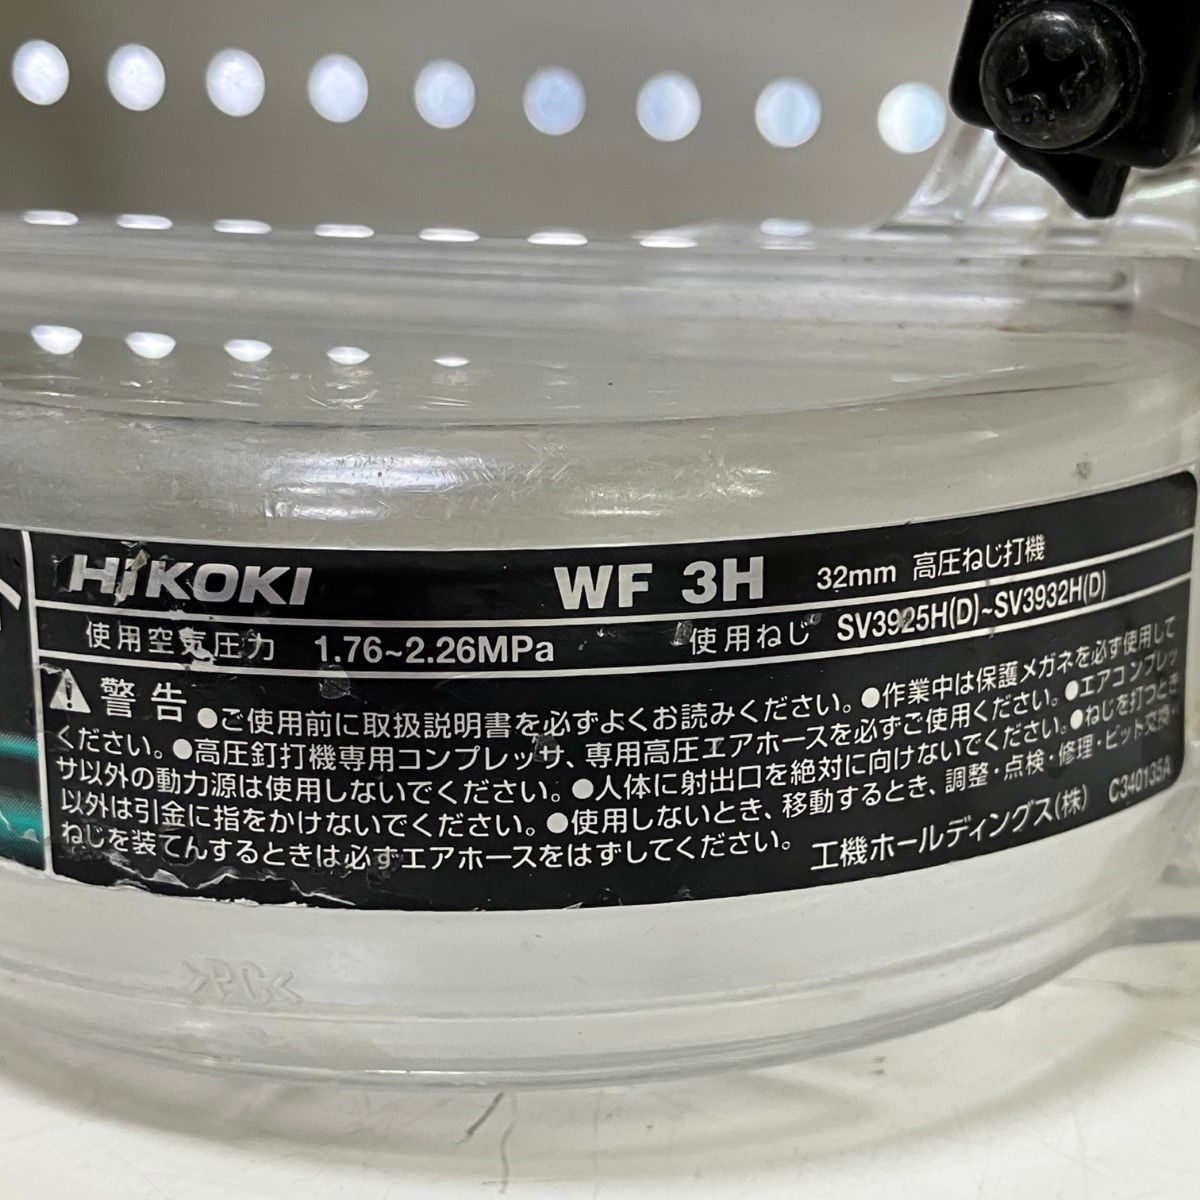 HiKOKI WF 3H 32mm 高圧ねじ打機
使用空気圧力 1.76~2.26MPa 使用ねじ SV3925H(D)~SV3932H(D)
警告 ●ご使用前に取扱説明書を必ずよくお読みください。●作業中は保護メガネを必ず使用して
ください。●高圧釘打機専用コンプレッサ、専用高圧エアホースを必ずご使用ください。●エアコンプレッ
サ以外の動力源は使用しないでください。●人体に射出口を絶対に向けないでください。●ねじを打つとき
以外は引金に指をかけないでください。●使用しないとき、移動するとき、調整・点検・修理・ビット交換・
ねじを装てんするときは必ずエアホースをはずしてください。
工機ホールディングス(株) C340135A
>PC<